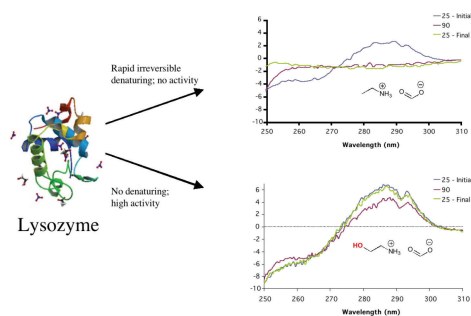 Lysozyme
Rapid irreversible
denaturing; no activity
No denaturing;
high activity
25 - Initial
90
25 - Final
6
4
2
0
-2
-4
-6
-8
-10
250
260
270
280
290
300
310
Wavelength (nm)
⊕
NH3
O
O
⊖
25 - Initia
90
25 - Final
8
6
4
2
0
-2
-4
-6
-8
-10
250
260
270
280
290
300
310
Wavelength (nm)
HO
⊕
NH3
O
O
⊖